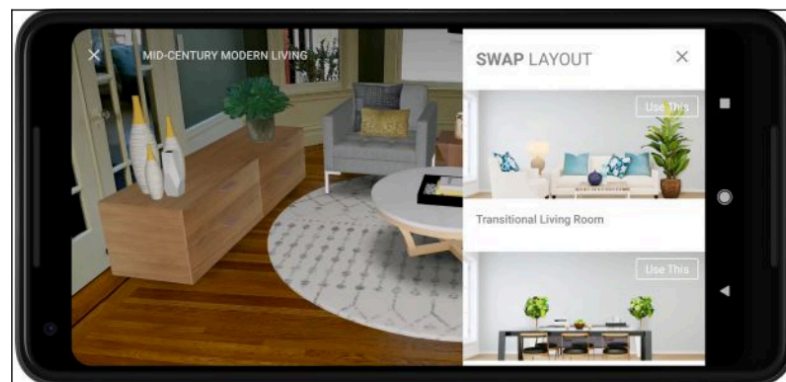 MID-CENTURY MODERN LIVING
SWAP LAYOUT
Use This
Transitional Living Room
Use This